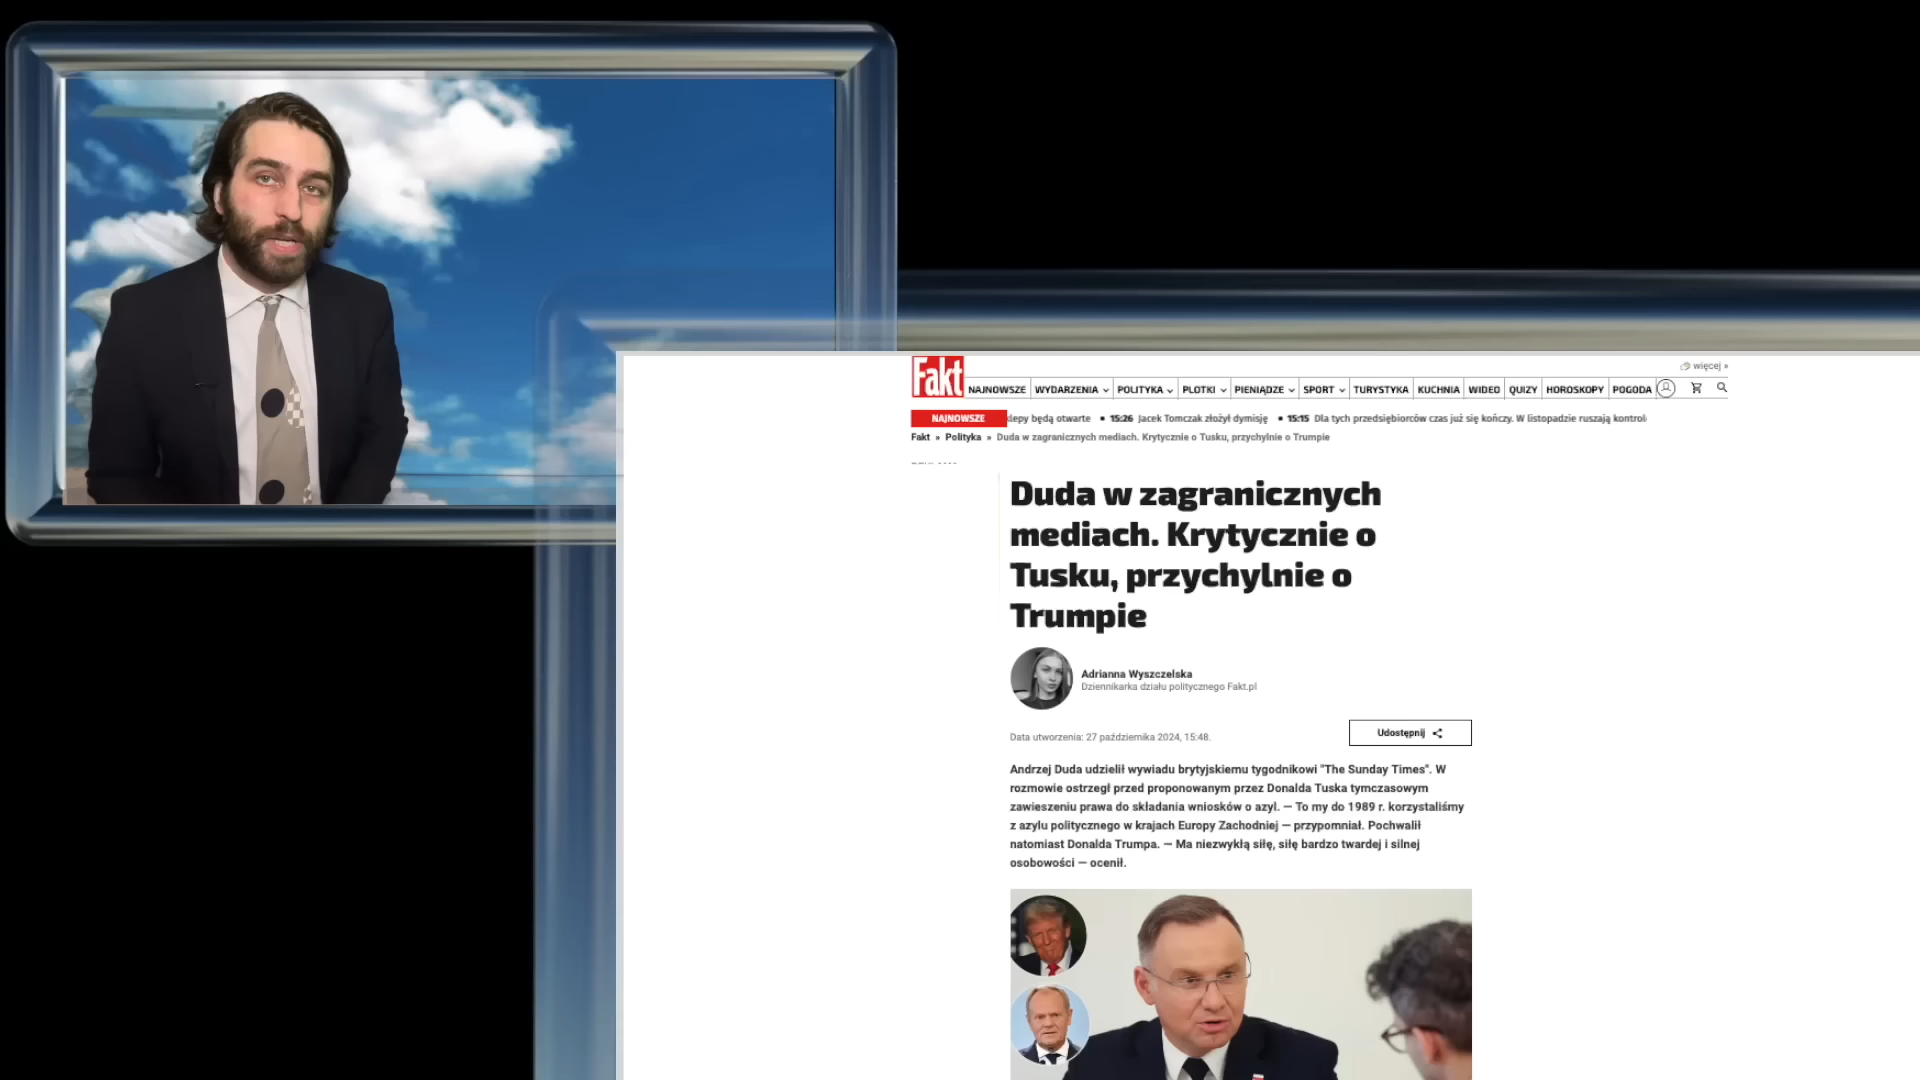 Fakt
więcej »
NAJNOWSZE WYDARZENIA POLITYKA PLOTKI PIENIĄDZE SPORT TURYSTYKA KUCHNIA WIDEO QUIZY HOROSKOPY POGODA
NAJNOWSZE będą otwarte • 15:26 Jacek Tomczak złożył dymisję • 15:15 Dla tych przedsiębiorców czas już się kończy. W listopadzie ruszają
Fakt » Polityka » Duda w zagranicznych mediach. Krytycznie o Tusku, przychylnie o Trumpie
Duda w zagranicznych
mediach. Krytycznie o
Tusku, przychylnie o
Trumpie
Adrianna Wyszczelska
Dziennikarka działu politycznego Fakt.pl
Data utworzenia: 27 października 2024, 15:48.
Udostępnij
Andrzej Duda udzielił wywiadu brytyjskiemu tygodnikowi "The Sunday Times". W
rozmowie ostrzegł przed proponowanym przez Donalda Tuska tymczasowym
zawieszeniu prawa do składania wniosków o azyl. — To my do 1989 r. korzystaliśmy
z azylu politycznego w krajach Europy Zachodniej — przypomniał. Pochwalił
natomiast Donalda Trumpa. — Ma niezwykłą siłę, siłę bardzo twardej i silnej
osobowości — ocenił.